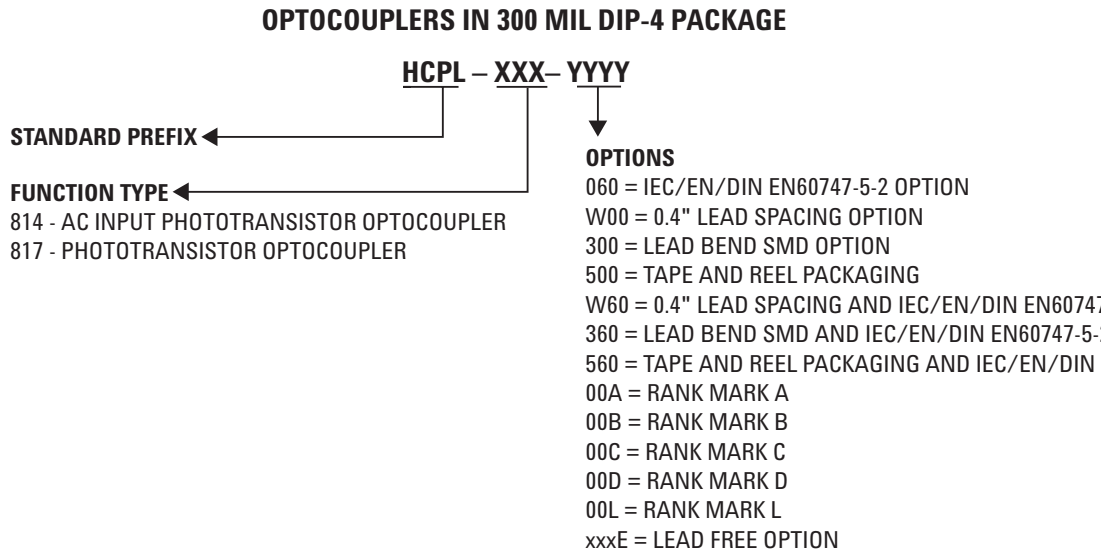 OPTOCOUPLERS IN 300 MIL DIP-4 PACKAGE
HCPL – XXX– YYYY
STANDARD PREFIX
FUNCTION TYPE
814 - AC INPUT PHOTOTRANSISTOR OPTOCOUPLER
817 - PHOTOTRANSISTOR OPTOCOUPLER
OPTIONS
060 = IEC/EN/DIN EN60747-5-2 OPTION
W00 = 0.4" LEAD SPACING OPTION
300 = LEAD BEND SMD OPTION
500 = TAPE AND REEL PACKAGING
W60 = 0.4" LEAD SPACING AND IEC/EN/DIN EN60747
360 = LEAD BEND SMD AND IEC/EN/DIN EN60747-5-
560 = TAPE AND REEL PACKAGING AND IEC/EN/DIN
00A = RANK MARK A
00B = RANK MARK B
00C = RANK MARK C
00D = RANK MARK D
00L = RANK MARK L
xxxE = LEAD FREE OPTION